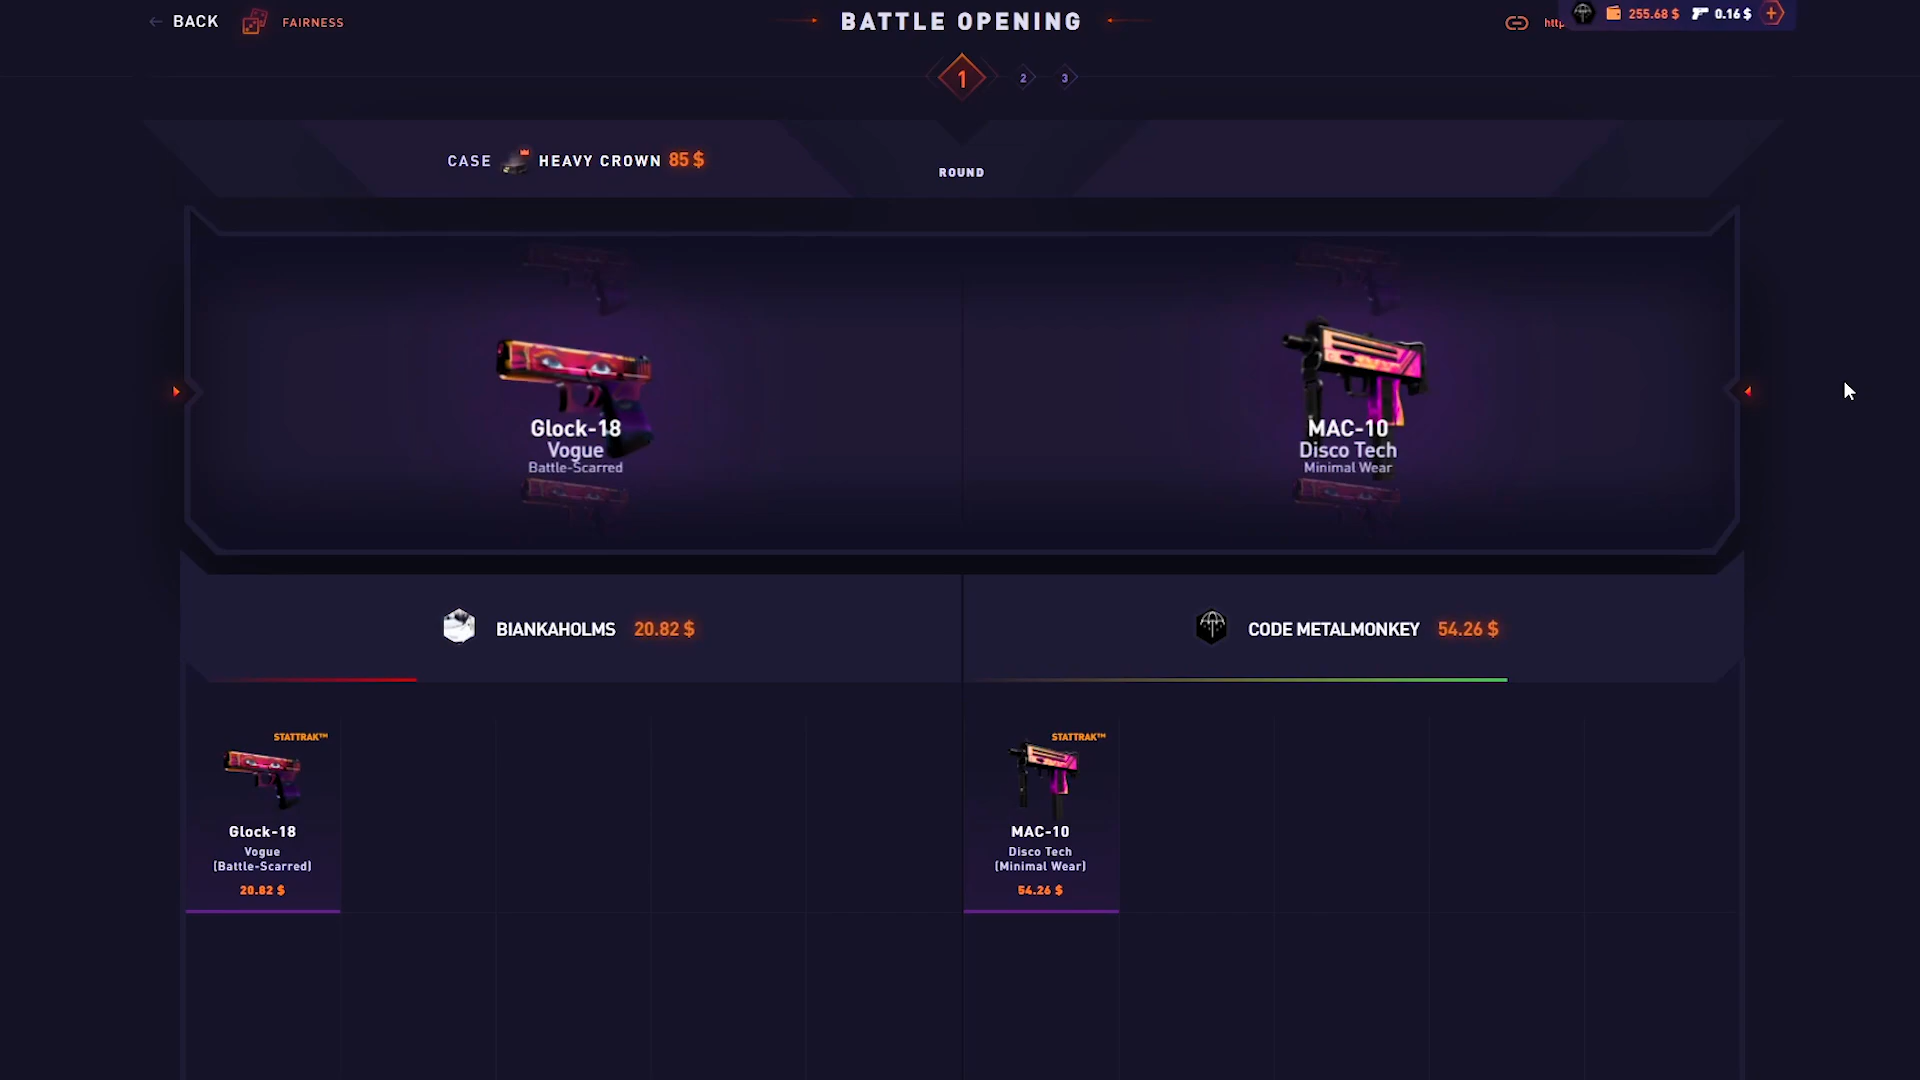 BACK
FAIRNESS
BATTLE OPENING
http
255.68 $
0.16 $
1
2
3
CASE HEAVY CROWN 85 $
ROUND
Glock-18
Vogue
Battle-Scarred
MAC-10
Disco Tech
Minimal Wear
BIANKAHOLMS 20.82 $
CODE METALMONKEY 54.26 $
STATTRAK™
Glock-18
Vogue
(Battle-Scarred)
20.82 $
STATTRAK™
MAC-10
Disco Tech
(Minimal Wear)
54.26 $